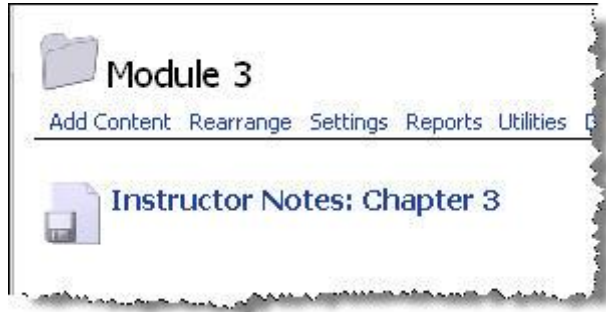 Module 3
Add Content Rearrange Settings Reports Utilities
Instructor Notes: Chapter 3